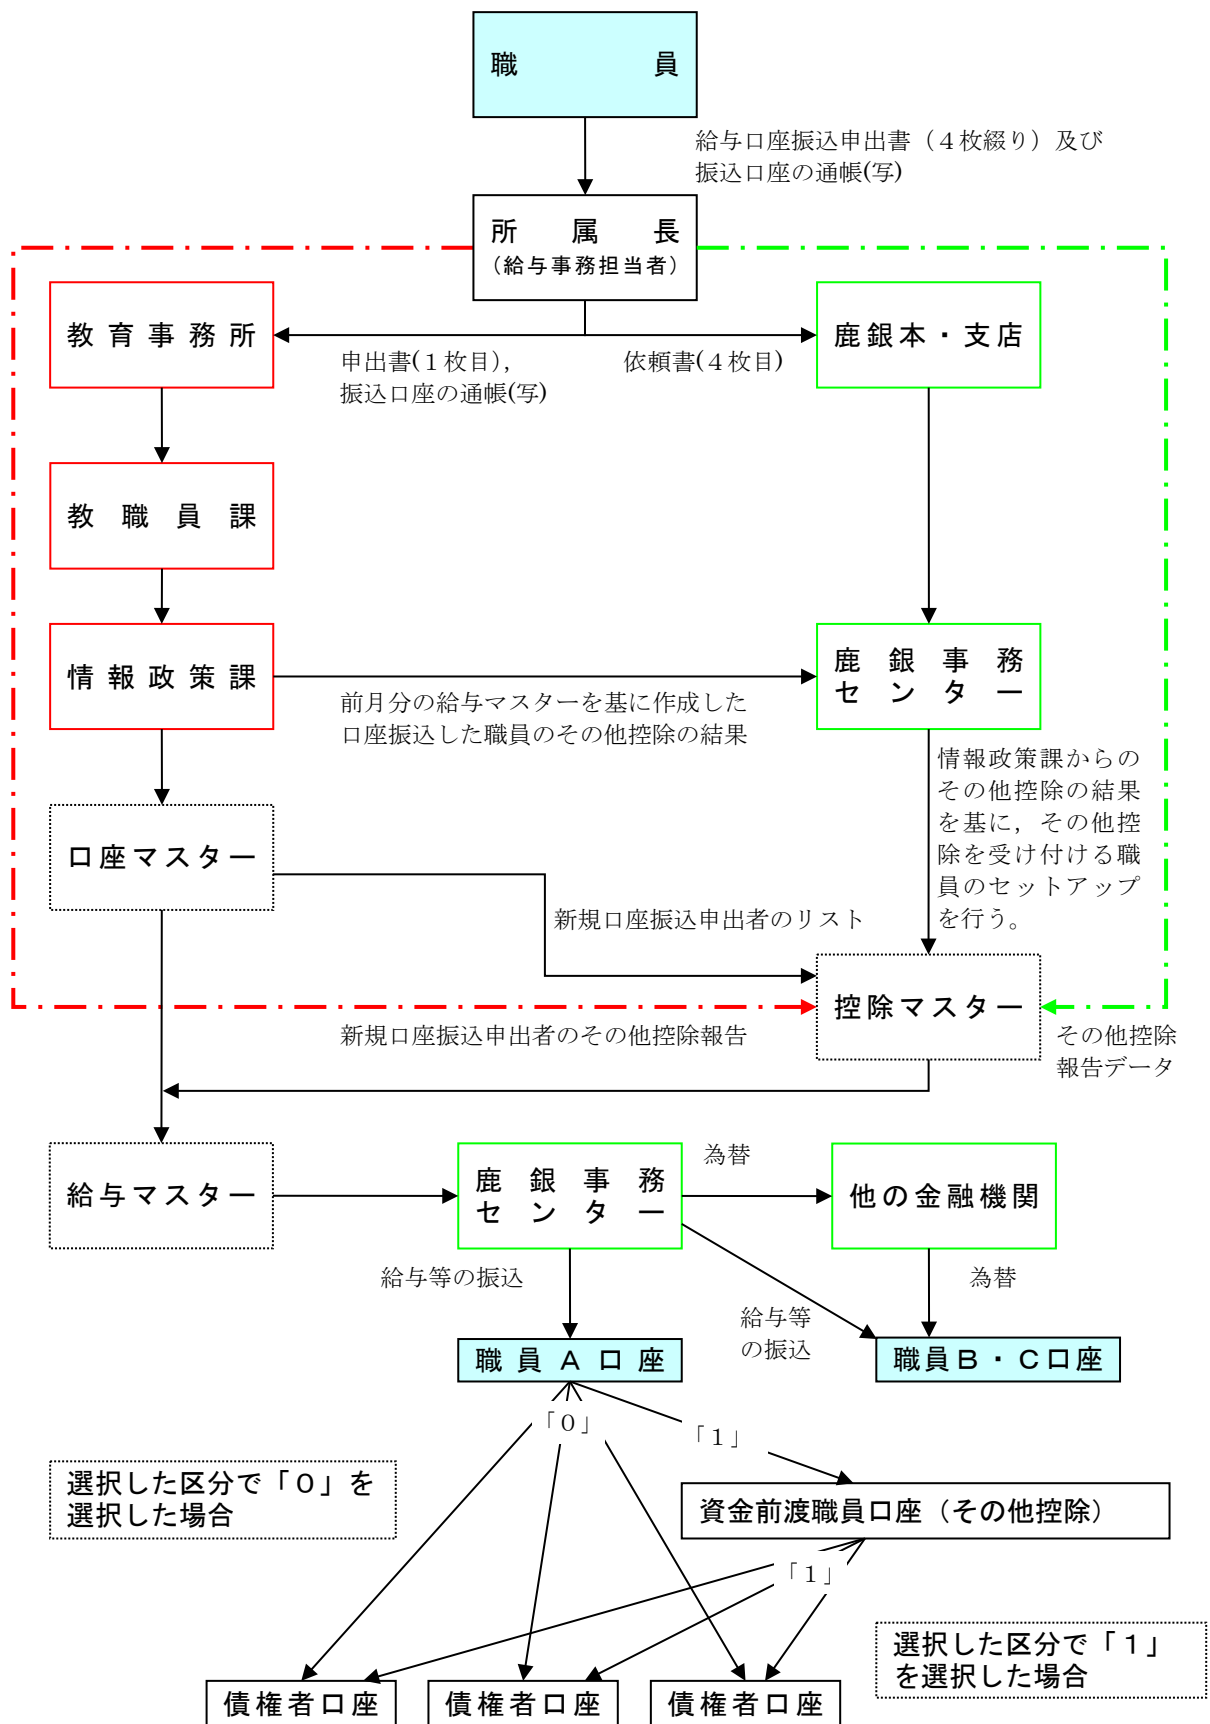 職員
給与口座振込申出書（４枚綴り）及び
振込口座の通帳(写)
所属長
（給与事務担当者）
教育事務所
鹿銀本・支店
申出書(１枚目)，
振込口座の通帳(写)
依頼書(４枚目)
教職員課
情報政策課
鹿銀事務
センター
前月分の給与マスターを基に作成した
口座振込した職員のその他控除の結果
情報政策課からの
その他控除の結果
を基に，その他控
除を受け付ける職
員のセットアップ
を行う。
口座マスター
新規口座振込申出者のリスト
控除マスター
新規口座振込申出者のその他控除報告
その他控除
報告データ
給与マスター
鹿銀事務
センター
為替
他の金融機関
給与等の振込
為替
給与等
の振込
職員Ａ口座
職員Ｂ・Ｃ口座
「０」
「１」
選択した区分で「０」を
選択した場合
資金前渡職員口座（その他控除）
「１」
選択した区分で「１」
を選択した場合
債権者口座
債権者口座
債権者口座